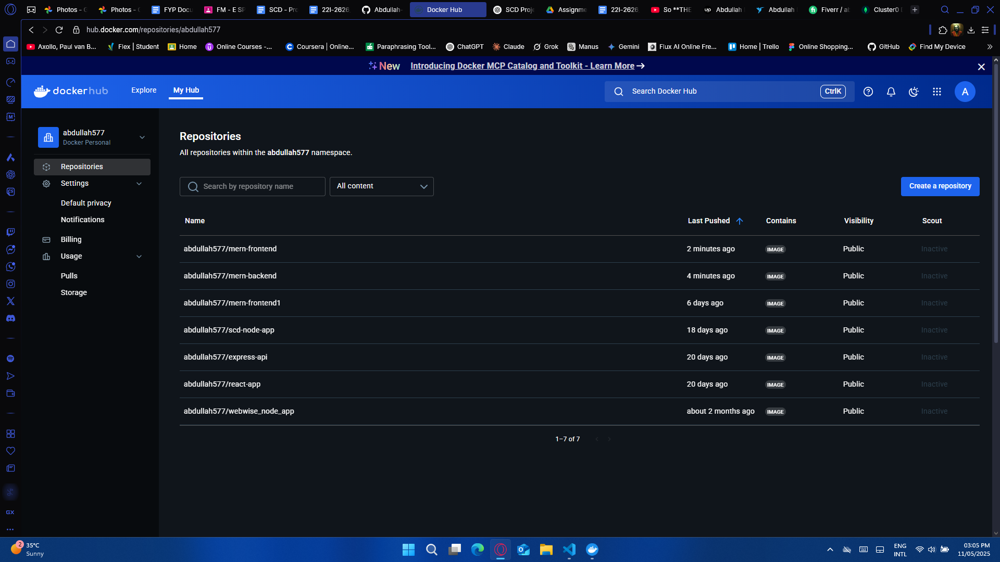 Photos - G
Photos - G
FYP Docu
FM - E SP
SCD - Pro
22I-2626
Abdullah-
Docker Hub
SCD Proje
Assignme
22I-2626
So **THE
Abdullah
Abdullah
Fiverr / ab
Cluster0
hub.docker.com/repositories/abdullah577
Axollo, Paul van B...
Flex | Student
Home
Online Courses -...
Coursera | Online...
Paraphrasing Tool...
ChatGPT
Claude
Grok
Manus
Gemini
Flux AI Online Fre...
Home | Trello
Online Shopping...
GitHub
Find My Device
New Introducing Docker MCP Catalog and Toolkit - Learn More
dockerhub
Explore
My Hub
Search Docker Hub
CtrlK
A
abdullah577
Docker Personal
Repositories
Settings
Default privacy
Notifications
Billing
Usage
Pulls
Storage
Repositories
All repositories within the abdullah577 namespace.
Search by repository name
All content
Create a repository
Name Last Pushed Contains Visibility Scout
abdullah577/mern-frontend 2 minutes ago IMAGE Public Inactive
abdullah577/mern-backend 4 minutes ago IMAGE Public Inactive
abdullah577/mern-frontend1 6 days ago IMAGE Public Inactive
abdullah577/scd-node-app 18 days ago IMAGE Public Inactive
abdullah577/express-api 20 days ago IMAGE Public Inactive
abdullah577/react-app 20 days ago IMAGE Public Inactive
abdullah577/webwise_node_app about 2 months ago IMAGE Public Inactive
1–7 of 7
GX
2
35°C
Sunny
ENG
INTL
03:05 PM
11/05/2025